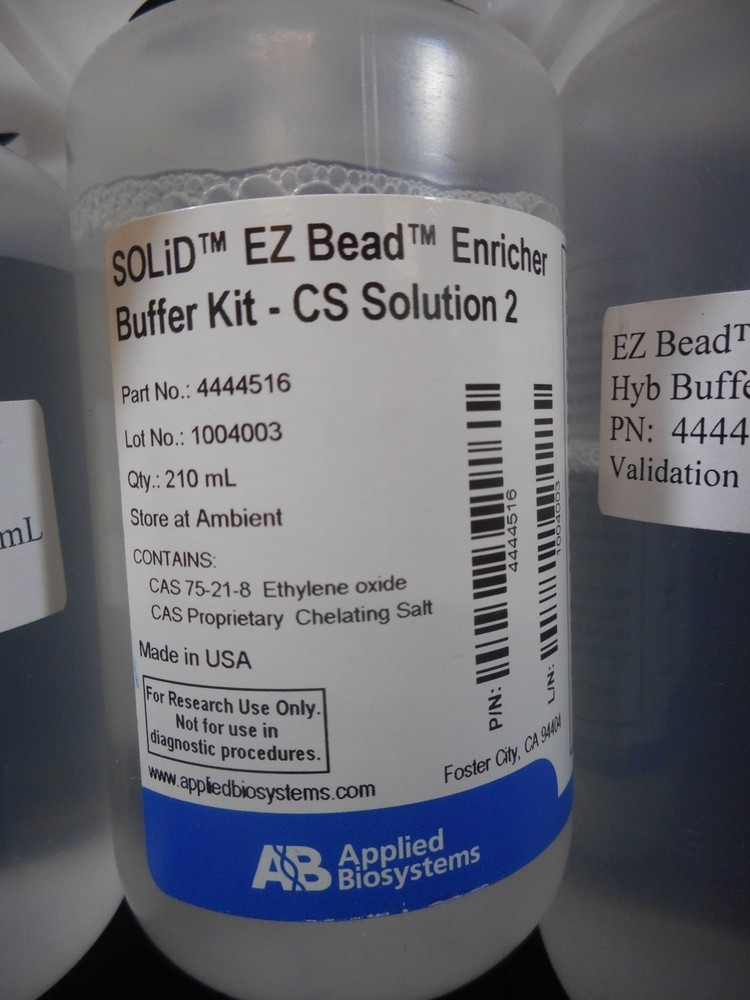 SOLiD™ EZ Bead™ Enricher
Buffer Kit - CS Solution 2
Part No.: 4444516
Lot No.: 1004003
Qty.: 210 mL
Store at Ambient
CONTAINS:
CAS 75-21-8 Ethylene oxide
CAS Proprietary Chelating Salt
Made in USA
For Research Use Only.
Not for use in
diagnostic procedures.
www.appliedbiosystems.com
P/N: 4444516
L/N: 1004003
Foster City, CA 94404
AB Applied
Biosystems
mL
EZ Bead™
Hyb Buffe
PN: 4444
Validation